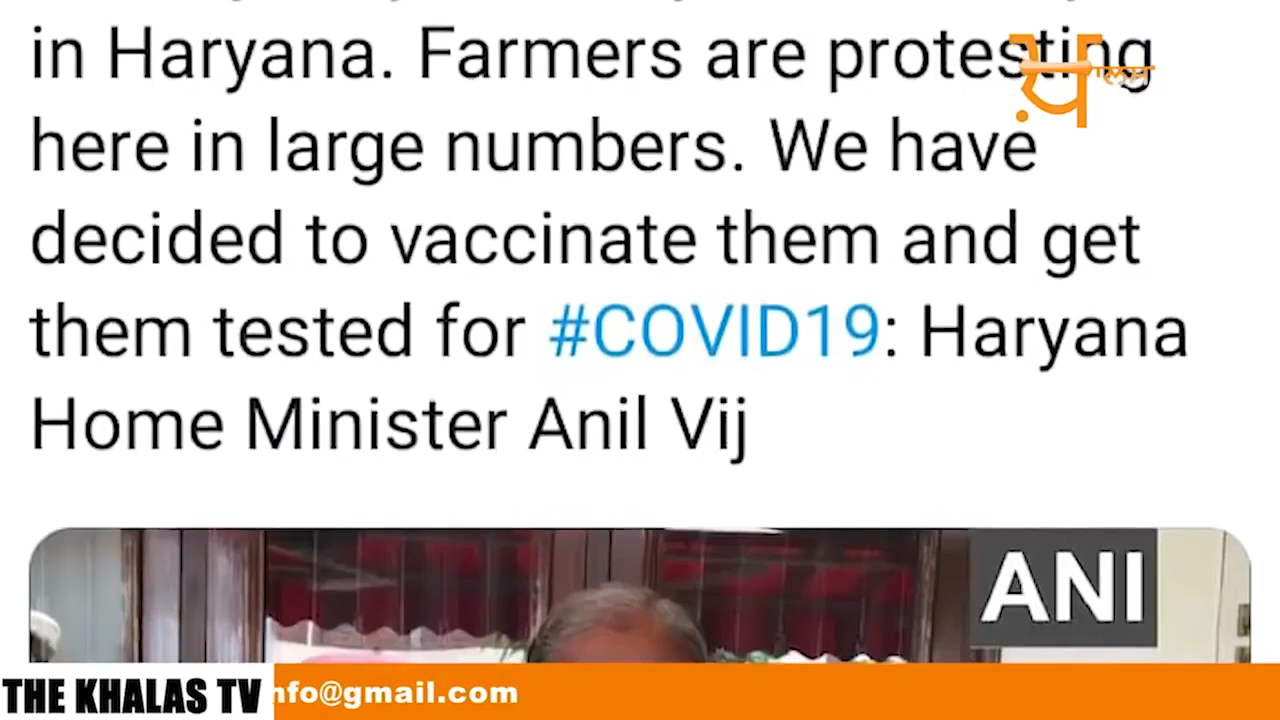 in Haryana. Farmers are protesting
here in large numbers. We have
decided to vaccinate them and get
them tested for #COVID19: Haryana
Home Minister Anil Vij
ANI
THE KHALAS TV
nfo@gmail.com